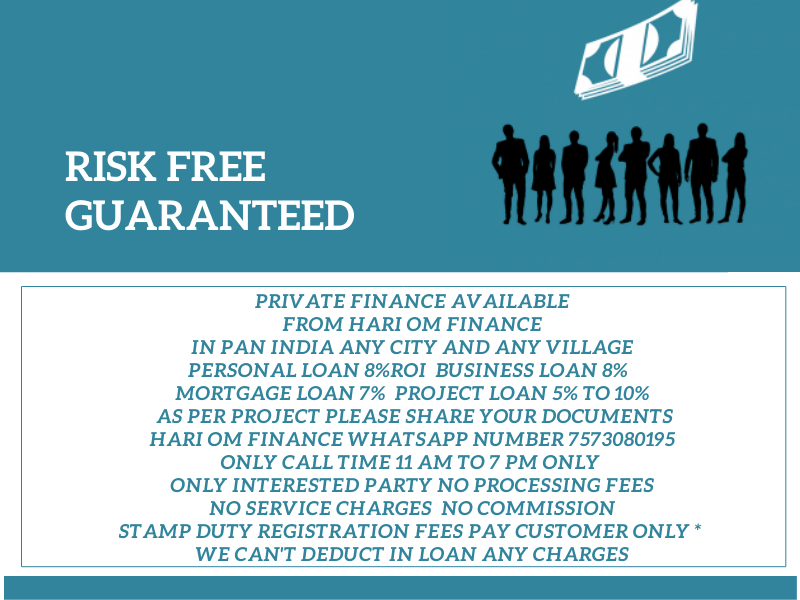 RISK FREE
GUARANTEED
PRIVATE FINANCE AVAILABLE
FROM HARI OM FINANCE
IN PAN INDIA ANY CITY AND ANY VILLAGE
PERSONAL LOAN 8%ROI BUSINESS LOAN 8%
MORTGAGE LOAN 7% PROJECT LOAN 5% TO 10%
AS PER PROJECT PLEASE SHARE YOUR DOCUMENTS
HARI OM FINANCE WHATSAPP NUMBER 7573080195
ONLY CALL TIME 11 AM TO 7 PM ONLY
ONLY INTERESTED PARTY NO PROCESSING FEES
NO SERVICE CHARGES NO COMMISSION
STAMP DUTY REGISTRATION FEES PAY CUSTOMER ONLY *
WE CAN'T DEDUCT IN LOAN ANY CHARGES